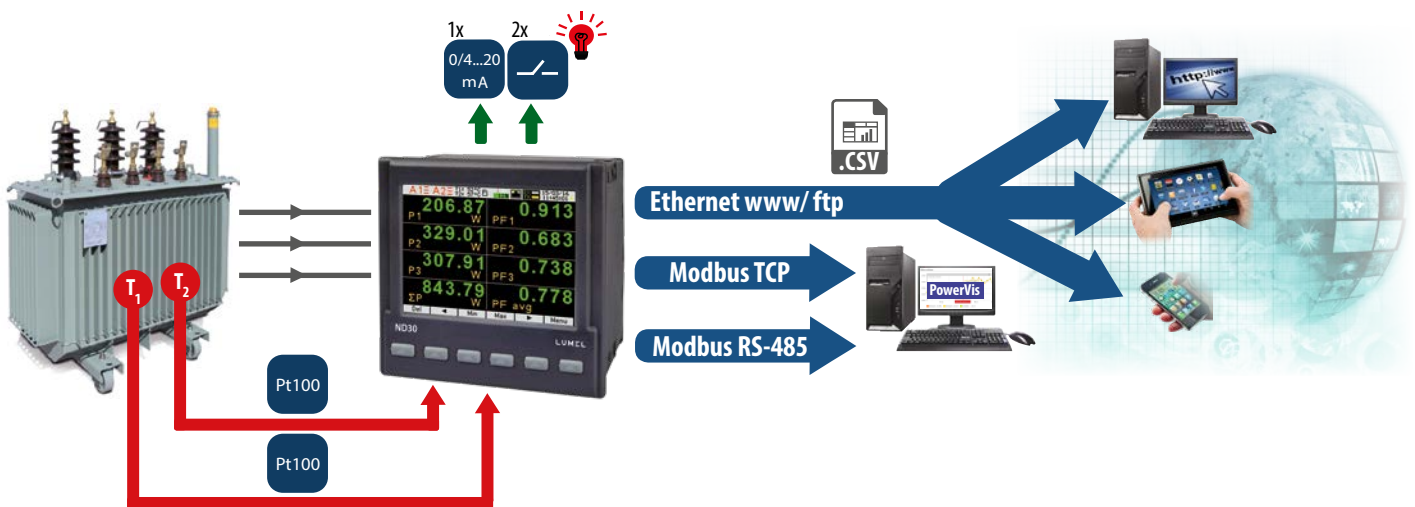 1x
2x
0/4...20
mA
.CSV
http://www
Ethernet www/ ftp
Modbus TCP
PowerVis
Modbus RS-485
A1 A2
206.87
P1 W
0.913
PF1
329.01
P2 W
0.683
PF2
307.91
P3 W
0.738
PF3
843.79
ΣP W
0.778
PF avg
Del ◄ Min Max ► Menu
ND30
LUMEL
T1
T2
Pt100
Pt100